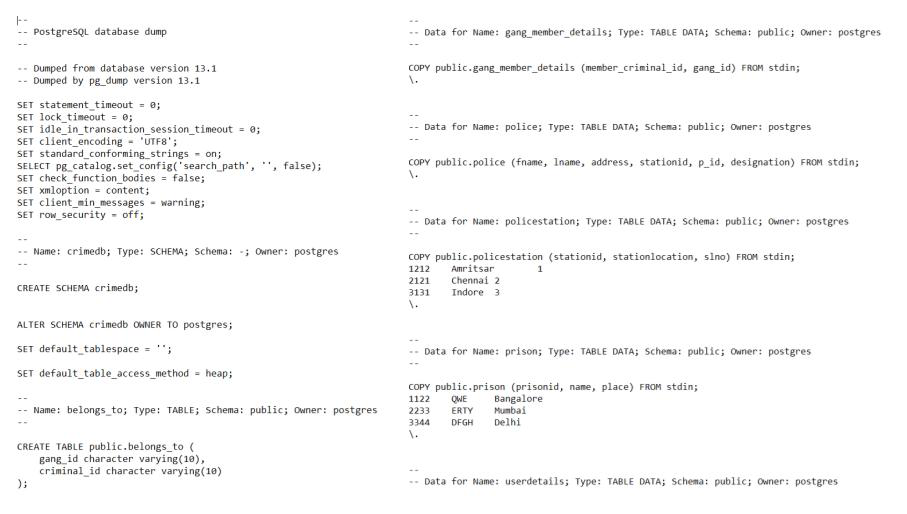 --
-- PostgreSQL database dump
--
-- Dumped from database version 13.1
-- Dumped by pg_dump version 13.1
SET statement_timeout = 0;
SET lock_timeout = 0;
SET idle_in_transaction_session_timeout = 0;
SET client_encoding = 'UTF8';
SET standard_conforming_strings = on;
SELECT pg_catalog.set_config('search_path', '', false);
SET check_function_bodies = false;
SET xmloption = content;
SET client_min_messages = warning;
SET row_security = off;
--
-- Name: crimedb; Type: SCHEMA; Schema: -; Owner: postgres
--
CREATE SCHEMA crimedb;
ALTER SCHEMA crimedb OWNER TO postgres;
SET default_tablespace = '';
SET default_table_access_method = heap;
--
-- Name: belongs_to; Type: TABLE; Schema: public; Owner: postgres
--
CREATE TABLE public.belongs_to (
    gang_id character varying(10),
    criminal_id character varying(10)
);
--
-- Data for Name: gang_member_details; Type: TABLE DATA; Schema: public; Owner: postgres
--
COPY public.gang_member_details (member_criminal_id, gang_id) FROM stdin;
\.
--
-- Data for Name: police; Type: TABLE DATA; Schema: public; Owner: postgres
--
COPY public.police (fname, lname, address, stationid, p_id, designation) FROM stdin;
\.
--
-- Data for Name: policestation; Type: TABLE DATA; Schema: public; Owner: postgres
--
COPY public.policestation (stationid, stationlocation, slno) FROM stdin;
1212	Amritsar	1
2121	Chennai	2
3131	Indore	3
\.
--
-- Data for Name: prison; Type: TABLE DATA; Schema: public; Owner: postgres
--
COPY public.prison (prisonid, name, place) FROM stdin;
1122	QWE	Bangalore
2233	ERTY	Mumbai
3344	DFGH	Delhi
\.
--
-- Data for Name: userdetails; Type: TABLE DATA; Schema: public; Owner: postgres